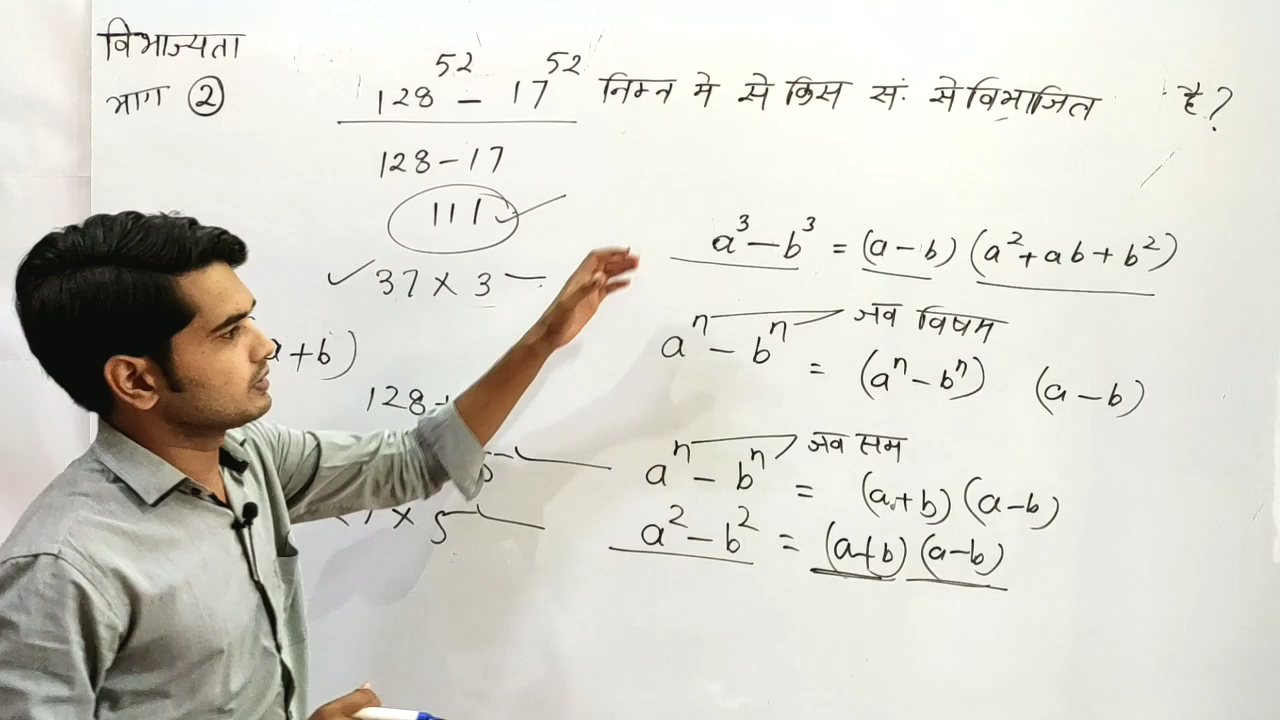 विभाज्यता
भाग ②
128^52 - 17^52 निम्न मे से किस सं. से विभाजित है?
128-17
111
37 × 3
+b)
128-
× 5
a³-b³ = (a-b) (a²+ab+b²)
aⁿ-bⁿ जब विषम
= (aⁿ-bⁿ) (a-b)
aⁿ-bⁿ जब सम
= (a+b) (a-b)
a²-b² = (a+b) (a-b)